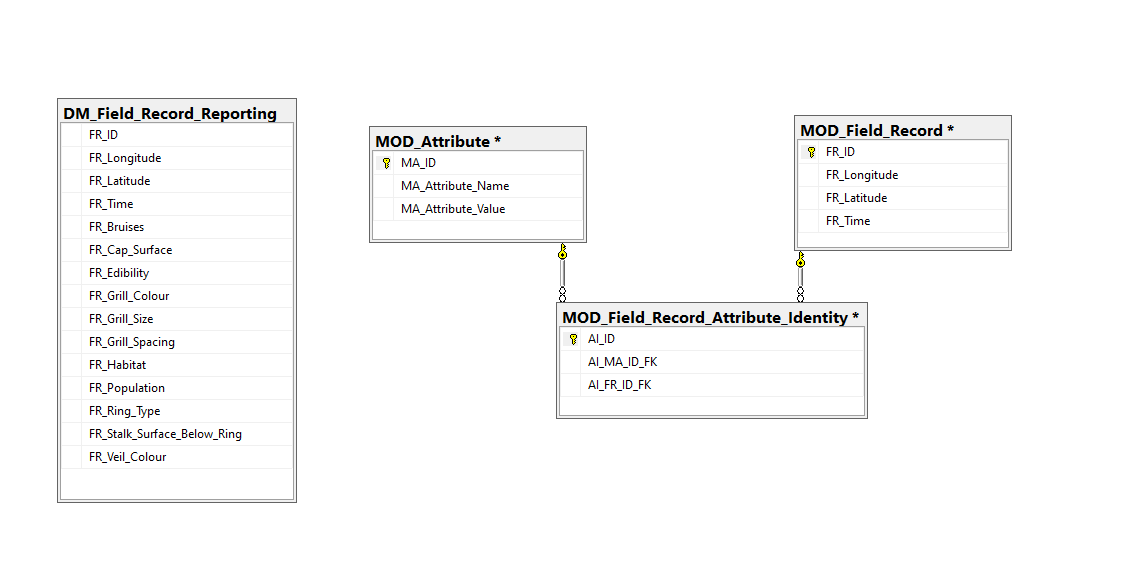 DM_Field_Record_Reporting
FR_ID
FR_Longitude
FR_Latitude
FR_Time
FR_Bruises
FR_Cap_Surface
FR_Edibility
FR_Grill_Colour
FR_Grill_Size
FR_Grill_Spacing
FR_Habitat
FR_Population
FR_Ring_Type
FR_Stalk_Surface_Below_Ring
FR_Veil_Colour
MOD_Attribute *
MA_ID
MA_Attribute_Name
MA_Attribute_Value
MOD_Field_Record *
FR_ID
FR_Longitude
FR_Latitude
FR_Time
MOD_Field_Record_Attribute_Identity *
AI_ID
AI_MA_ID_FK
AI_FR_ID_FK